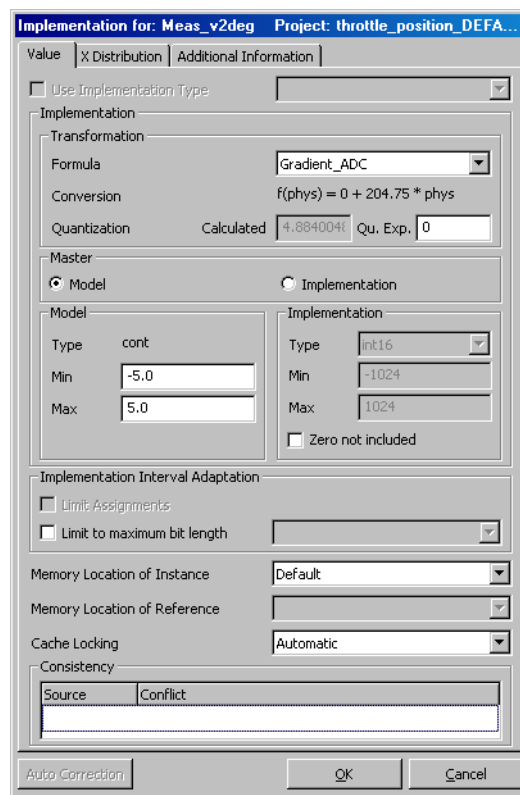 Implementation for: Meas_v2deg Project: throttle_position_DEFA...
Value X Distribution Additional Information
Use Implementation Type
Implementation
Transformation
Formula Gradient_ADC
Conversion f(phys) = 0 + 204.75 * phys
Quantization Calculated 4.8840048 Qu. Exp. 0
Master
Model Implementation
Model Implementation
Type cont Type int16
Min -5.0 Min -1024
Max 5.0 Max 1024
Zero not included
Implementation Interval Adaptation
Limit Assignments
Limit to maximum bit length
Memory Location of Instance Default
Memory Location of Reference
Cache Locking Automatic
Consistency
Source Conflict
Auto Correction OK Cancel